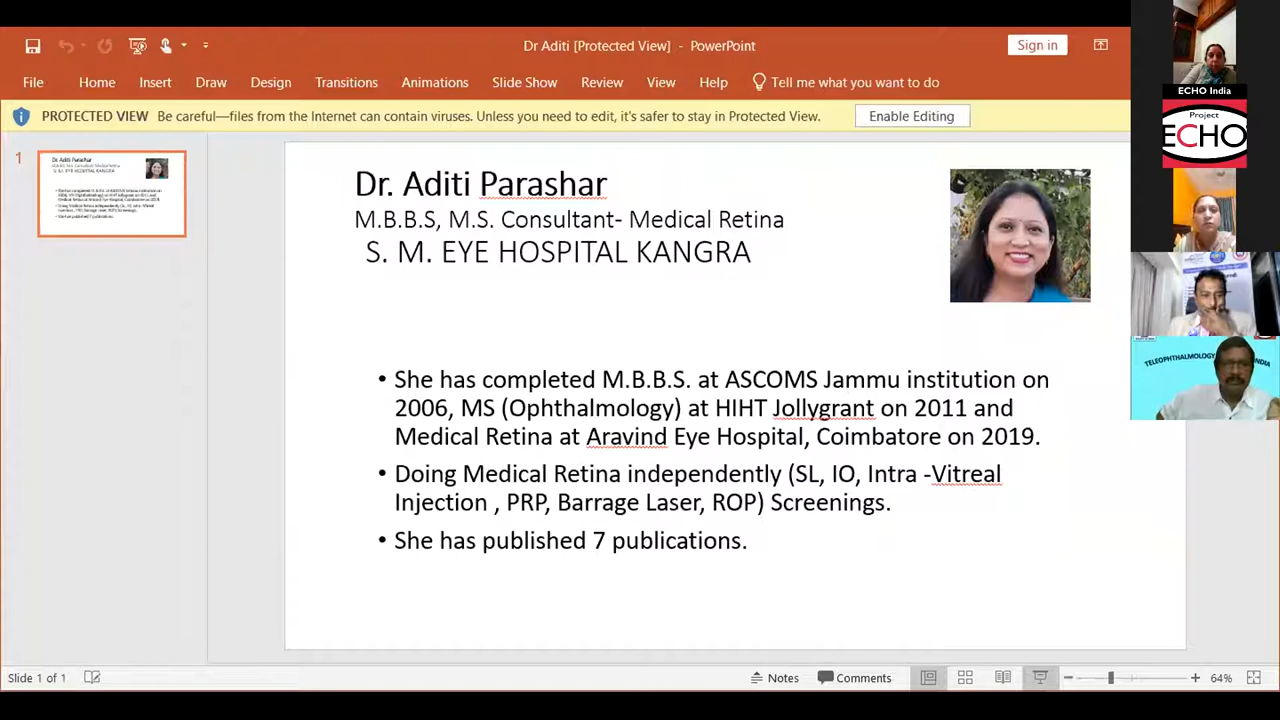 Dr Aditi [Protected View] - PowerPoint
Sign in
File Home Insert Draw Design Transitions Animations Slide Show Review View Help Tell me what you want to do
PROTECTED VIEW Be careful—files from the Internet can contain viruses. Unless you need to edit, it's safer to stay in Protected View. Enable Editing
1
Dr. Aditi Parashar
M.B.B.S, M.S. Consultant- Medical Retina
S. M. EYE HOSPITAL KANGRA
• She has completed M.B.B.S. at ASCOMS Jammu institution on
2006, MS (Ophthalmology) at HIHT Jollygrant on 2011 and
Medical Retina at Aravind Eye Hospital, Coimbatore on 2019.
• Doing Medical Retina independently (SL, IO, Intra -Vitreal
Injection , PRP, Barrage Laser, ROP) Screenings.
• She has published 7 publications.
ECHO India
Project
ECHO
TELEOPHTHALMOLOGY
Slide 1 of 1
Notes Comments 64%